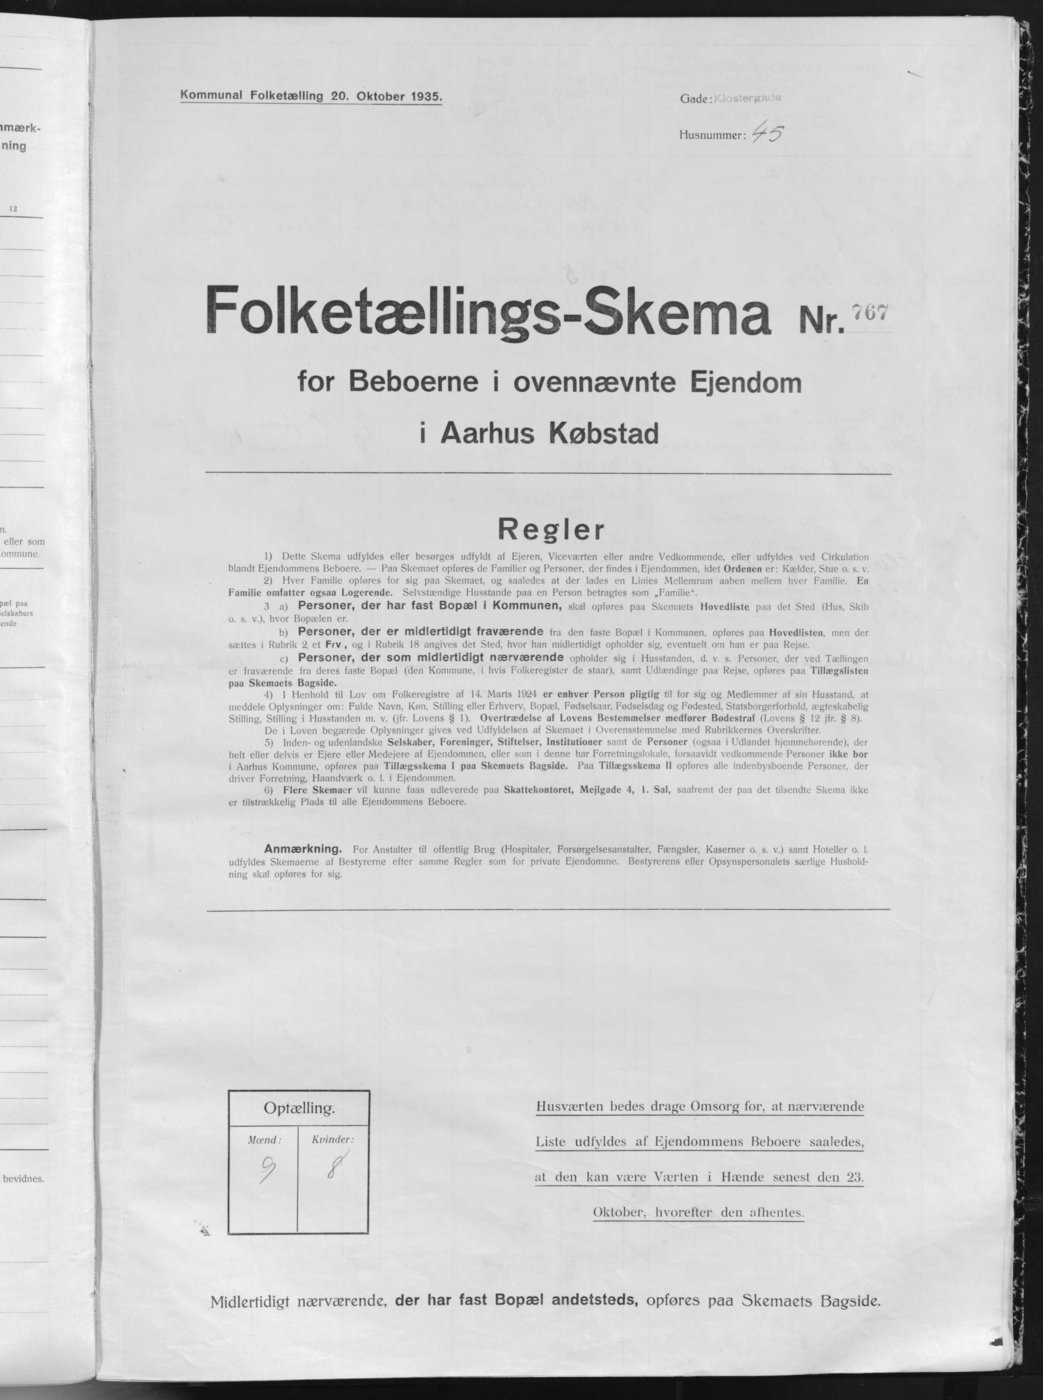 nmærk-
ning
12
n.
eller som
ommune.
pæl paa
selskabers
ende
bevidnes.
Kommunal Folketælling 20. Oktober 1935.
Gade: Klostergade
Husnummer: 45
Folketællings-Skema Nr. 767
for Beboerne i ovennævnte Ejendom
i Aarhus Købstad
Regler
1) Dette Skema udfyldes eller besørges udfyldt af Ejeren, Viceværten eller andre Vedkommende, eller udfyldes ved Cirkulation
blandt Ejendommens Beboere. — Paa Skemaet opføres de Familier og Personer, der findes i Ejendommen, idet Ordenen er: Kælder, Stue o. s. v.
2) Hver Familie opføres for sig paa Skemaet, og saaledes at der lades en Linies Mellemrum aaben mellem hver Familie. En
Familie omfatter ogsaa Logerende. Selvstændige Husstande paa en Person betragtes som „Familie“.
3 a) Personer, der har fast Bopæl i Kommunen, skal opføres paa Skemaets Hovedliste paa det Sted (Hus, Skib
o. s. v.), hvor Bopælen er.
b) Personer, der er midlertidigt fraværende fra den faste Bopæl i Kommunen, opføres paa Hovedlisten, men der
sættes i Rubrik 2 et Frv., og i Rubrik 18 angives det Sted, hvor han midlertidigt opholder sig, eventuelt om han er paa Rejse.
c) Personer, der som midlertidigt nærværende opholder sig i Husstanden, d. v. s. Personer, der ved Tællingen
er fraværende fra deres faste Bopæl (den Kommune, i hvis Folkeregister de staar), samt Udlændinge paa Rejse, opføres paa Tillægslisten
paa Skemaets Bagside.
4) I Henhold til Lov om Folkeregistre af 14. Marts 1924 er enhver Person pligtig til for sig og Medlemmer af sin Husstand, at
meddele Oplysninger om: Fulde Navn, Køn, Stilling eller Erhverv, Bopæl, Fødselsaar, Fødselsdag og Fødested, Statsborgerforhold, ægteskabelig
Stilling, Stilling i Husstanden m. v. (jfr. Lovens § 1). Overtrædelse af Lovens Bestemmelser medfører Bødestraf (Lovens § 12 jfr. § 8).
De i Loven begærede Oplysninger gives ved Udfyldelsen af Skemaet i Overensstemmelse med Rubrikkernes Overskrifter.
5) Inden- og udenlandske Selskaber, Foreninger, Stiftelser, Institutioner samt de Personer (ogsaa i Udlandet hjemmehørende), der
helt eller delvis er Ejere eller Medejere af Ejendommen, eller som i denne har Forretningslokale, forsaavidt vedkommende Personer ikke bor
i Aarhus Kommune, opføres paa Tillægsskema I paa Skemaets Bagside. Paa Tillægsskema II opføres alle indenbysboende Personer, der
driver Forretning, Haandværk o. l. i Ejendommen.
6) Flere Skemaer vil kunne faas udleverede paa Skattekontoret, Mejlgade 4, 1. Sal, saafremt der paa det tilsendte Skema ikke
er tilstrækkelig Plads til alle Ejendommens Beboere.
Anmærkning. For Anstalter til offentlig Brug (Hospitaler, Forsørgelsesanstalter, Fængsler, Kaserner o. s. v.) samt Hoteller o. l.
udfyldes Skemaerne af Bestyrerne efter samme Regler som for private Ejendomme. Bestyrerens eller Opsynspersonalets særlige Hushold-
ning skal opføres for sig.
Optælling.
Mænd: Kvinder:
9 8
Husværten bedes drage Omsorg for, at nærværende
Liste udfyldes af Ejendommens Beboere saaledes,
at den kan være Værten i Hænde senest den 23.
Oktober, hvorefter den afhentes.
Midlertidigt nærværende, der har fast Bopæl andetsteds, opføres paa Skemaets Bagside.